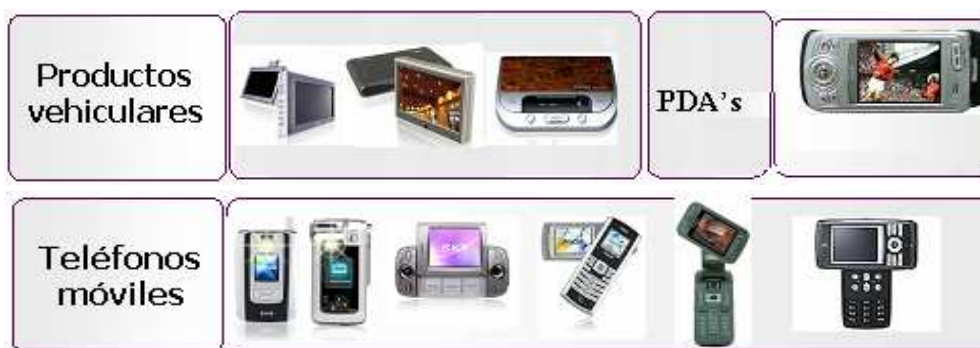 Productos
vehiculares
PDA's
Teléfonos
móviles